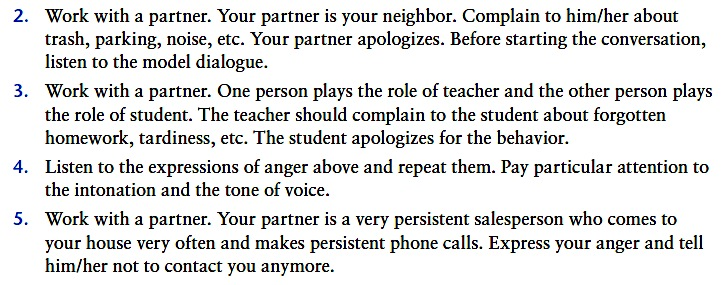 2. Work with a partner. Your partner is your neighbor. Complain to him/her about
trash, parking, noise, etc. Your partner apologizes. Before starting the conversation,
listen to the model dialogue.
3. Work with a partner. One person plays the role of teacher and the other person plays
the role of student. The teacher should complain to the student about forgotten
homework, tardiness, etc. The student apologizes for the behavior.
4. Listen to the expressions of anger above and repeat them. Pay particular attention to
the intonation and the tone of voice.
5. Work with a partner. Your partner is a very persistent salesperson who comes to
your house very often and makes persistent phone calls. Express your anger and tell
him/her not to contact you anymore.